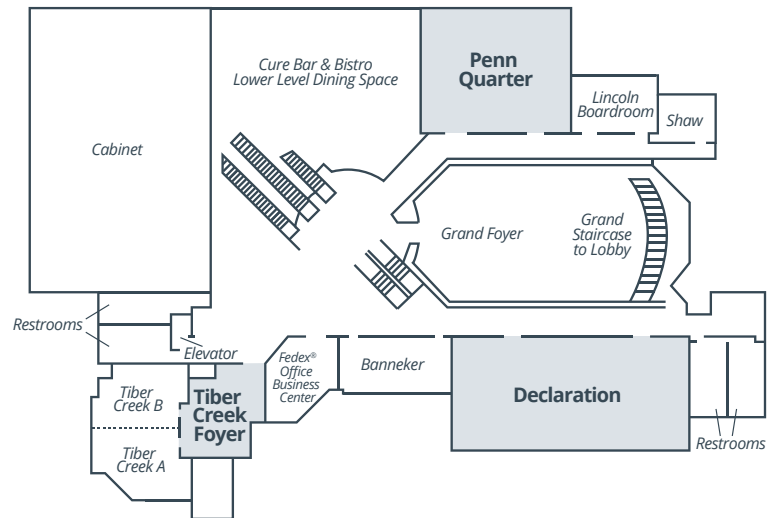 Cure Bar & Bistro
Lower Level Dining Space
Penn
Quarter
Lincoln
Boardroom
Shaw
Cabinet
Grand Foyer
Grand
Staircase
to Lobby
Restrooms
Elevator
Fedex®
Office
Business
Center
Banneker
Declaration
Tiber
Creek B
Tiber
Creek
Foyer
Tiber
Creek A
Restrooms